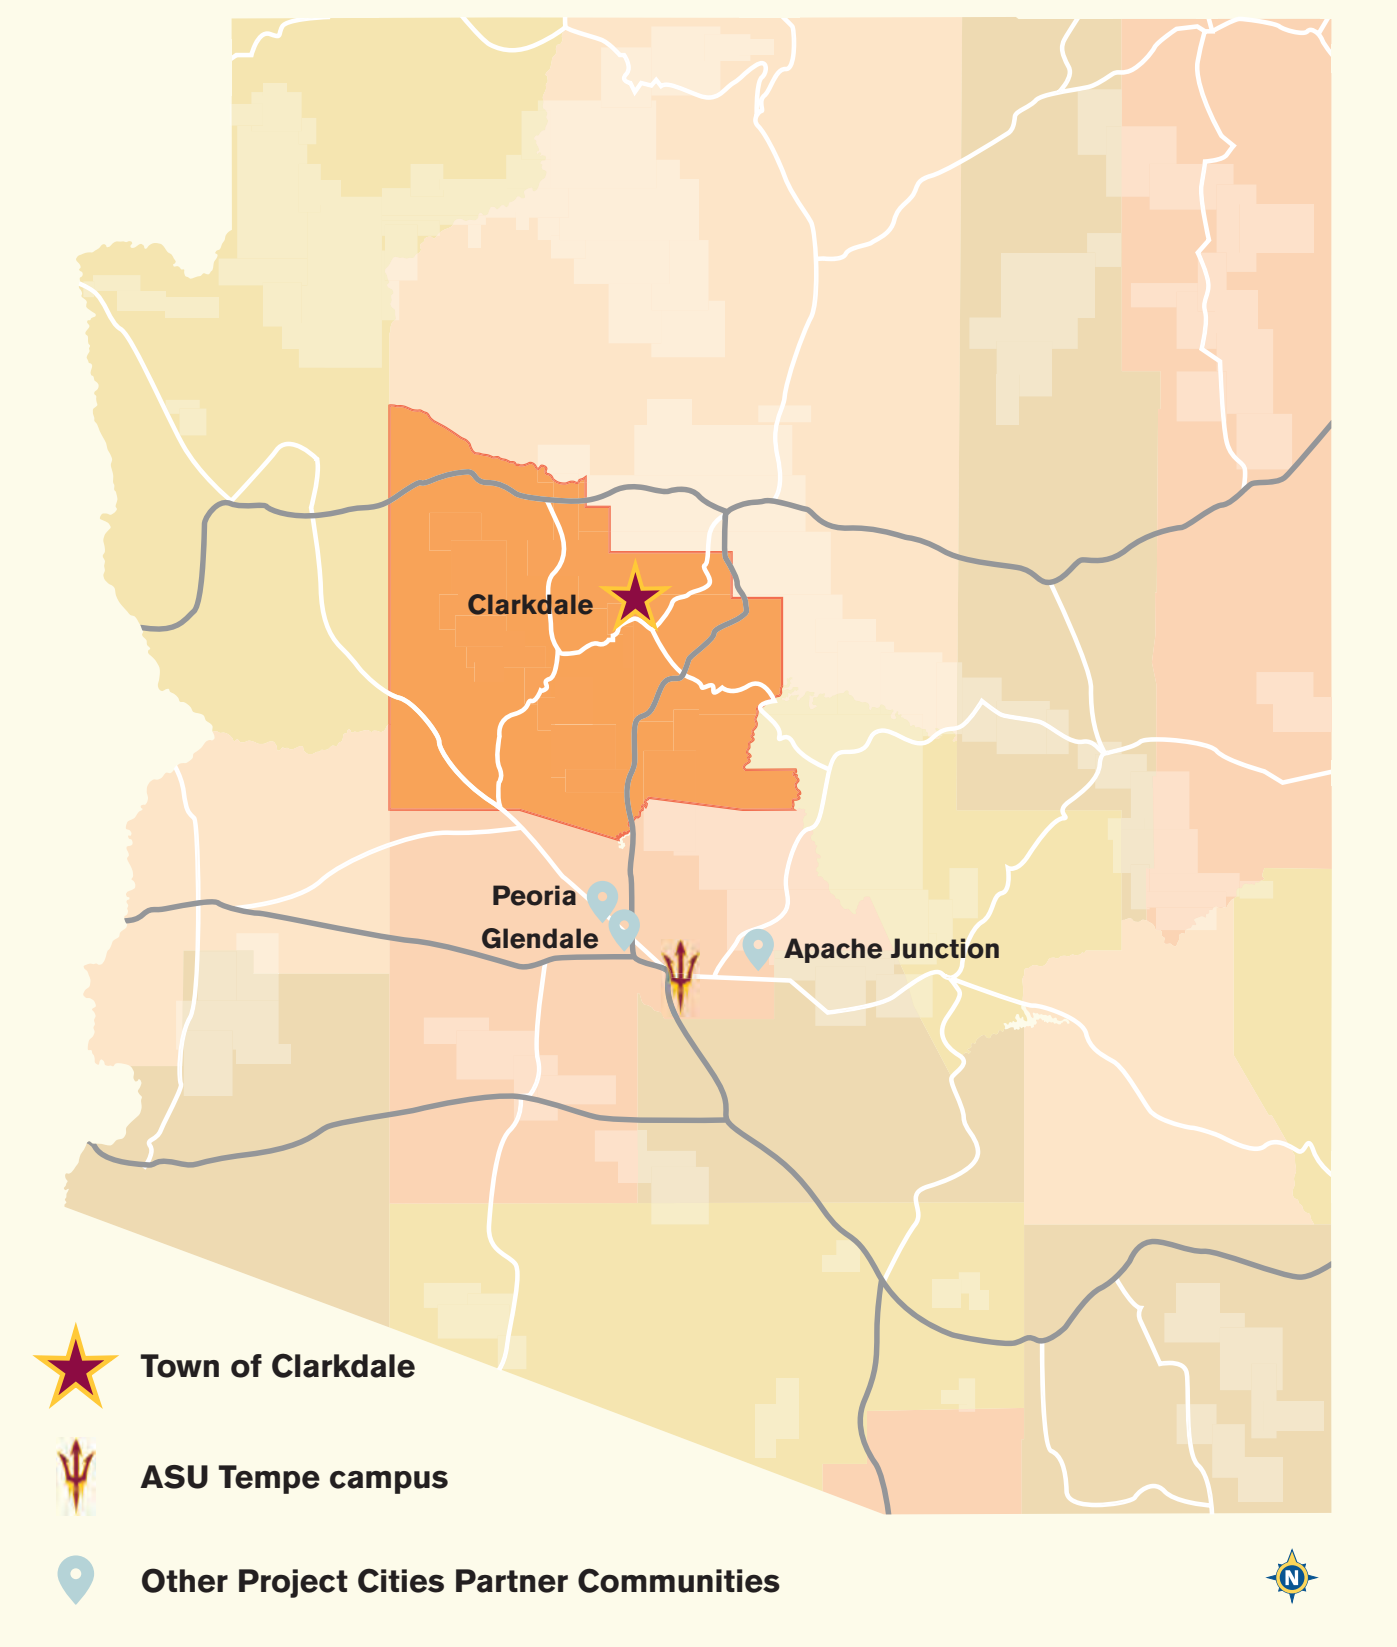 Clarkdale
Peoria
Glendale
Apache Junction
Town of Clarkdale
ASU Tempe campus
Other Project Cities Partner Communities
N